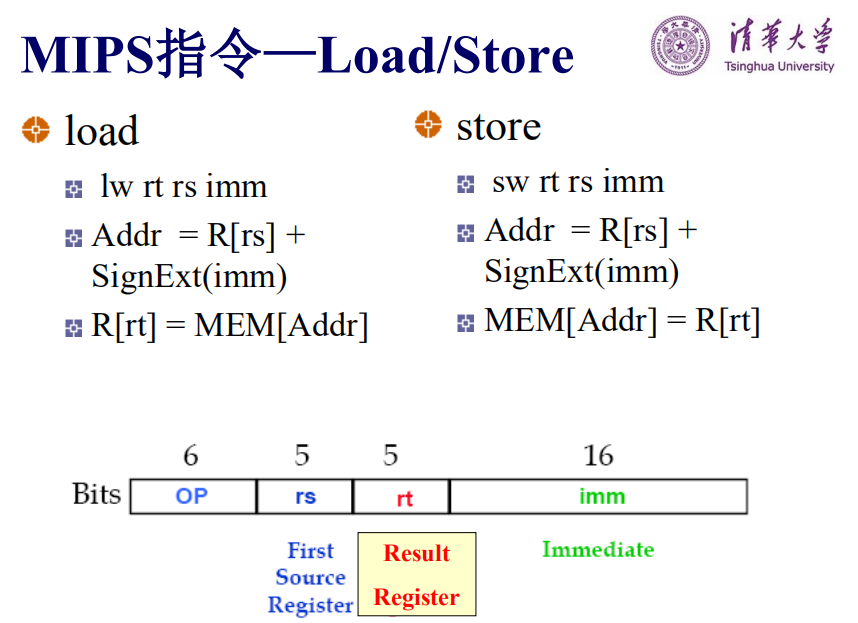 MIPS指令—Load/Store
清华大学
Tsinghua University
load
lw rt rs imm
Addr = R[rs] +
SignExt(imm)
R[rt] = MEM[Addr]
store
sw rt rs imm
Addr = R[rs] +
SignExt(imm)
MEM[Addr] = R[rt]
6 5 5 16
Bits OP rs rt imm
First
Source
Register
Result
Register
Immediate